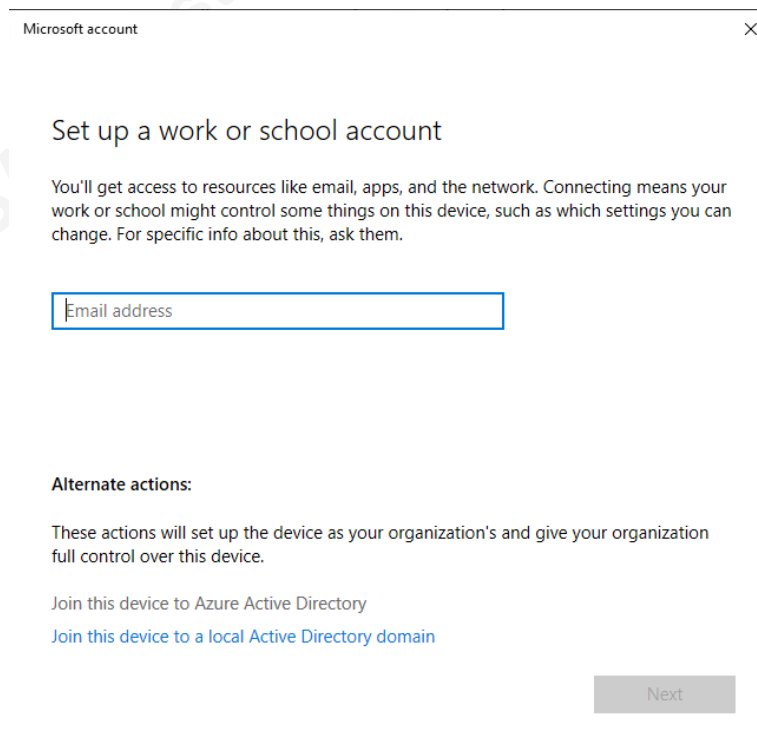 Microsoft account
Set up a work or school account
You'll get access to resources like email, apps, and the network. Connecting means your
work or school might control some things on this device, such as which settings you can
change. For specific info about this, ask them.
Email address
Alternate actions:
These actions will set up the device as your organization's and give your organization
full control over this device.
Join this device to Azure Active Directory
Join this device to a local Active Directory domain
Next